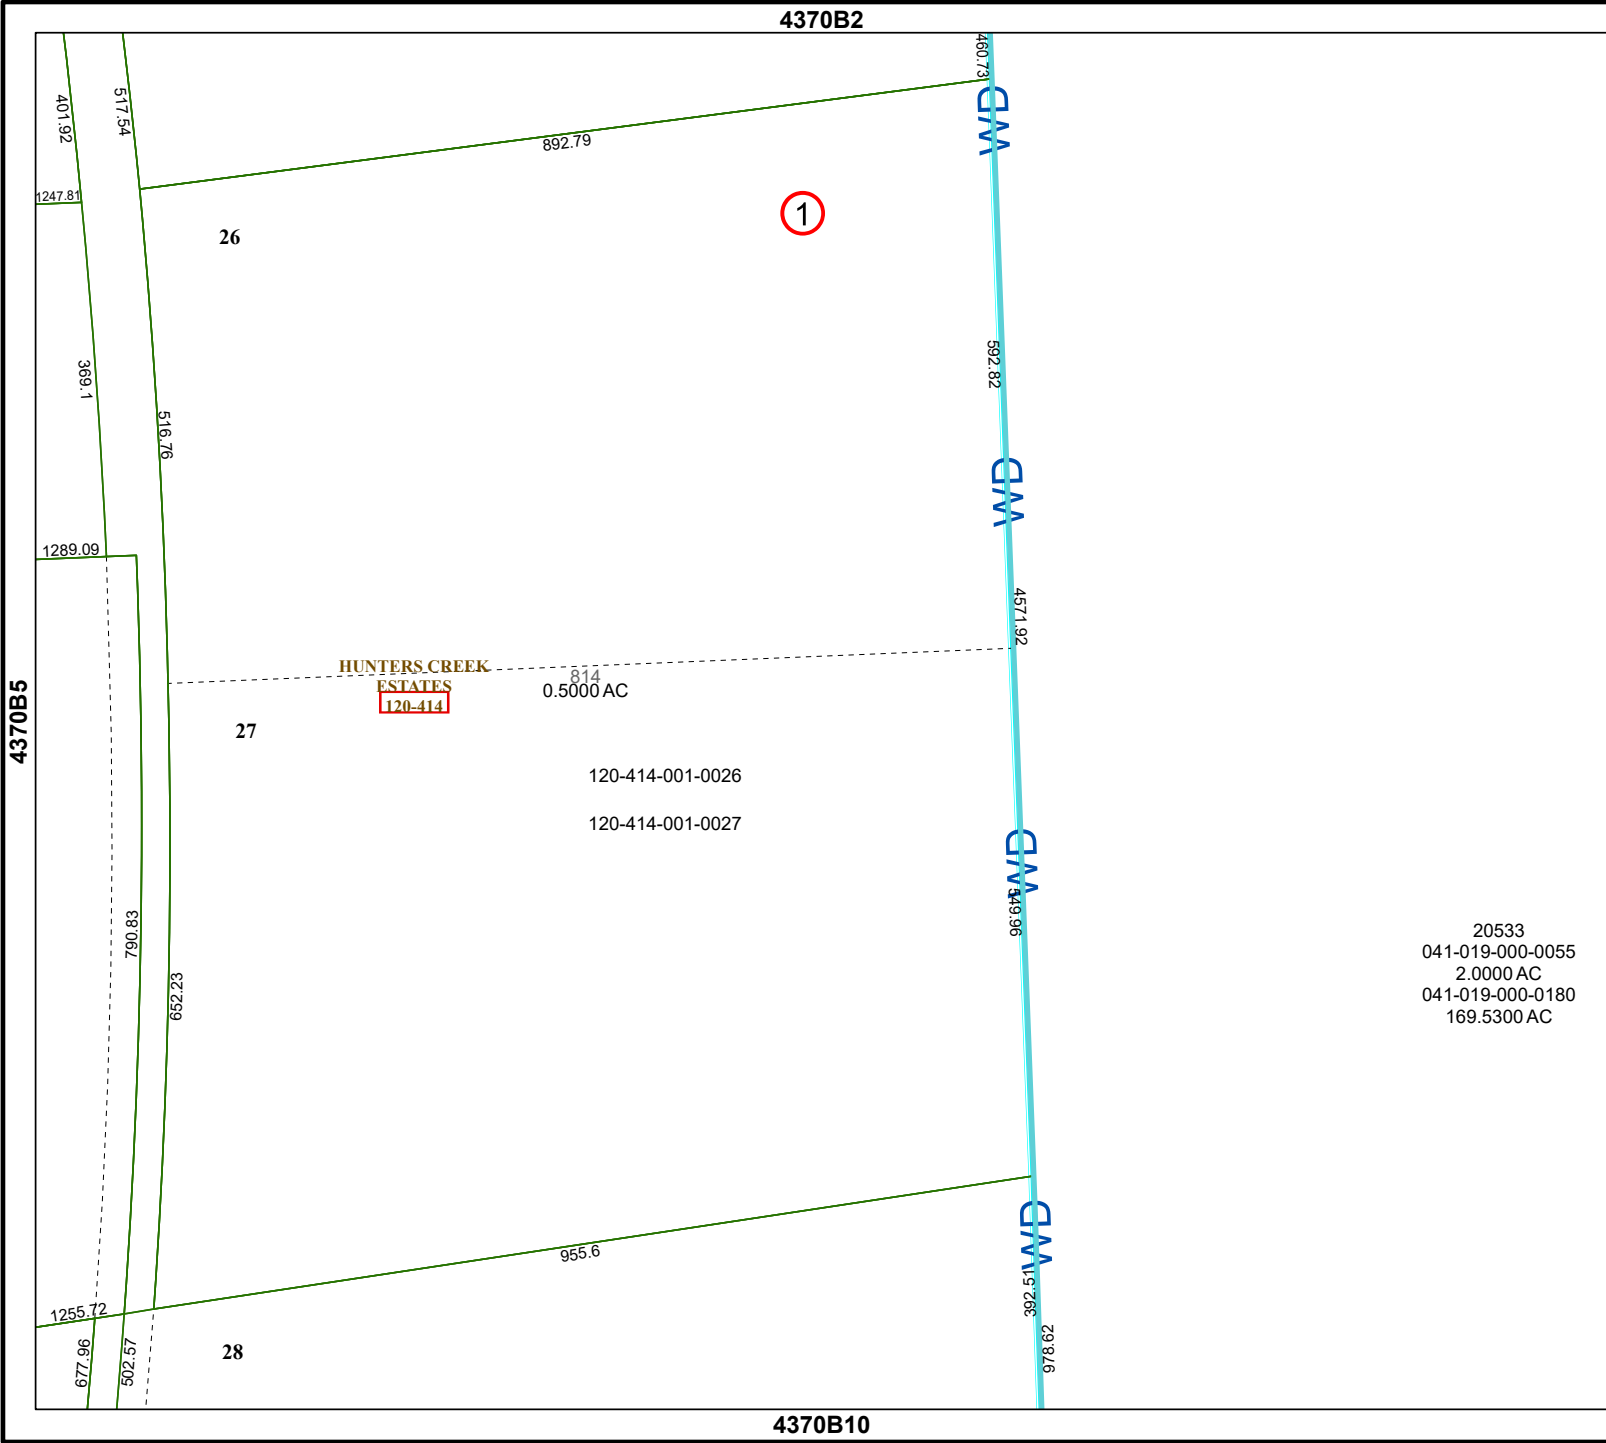 4370B2
460.73
401.92
517.54
892.79
WD
1247.81
1
26
592.82
369.1
516.76
WD
1289.09
4571.92
HUNTERS CREEK
ESTATES
120-414
814
0.5000 AC
4370B5
27
120-414-001-0026
120-414-001-0027
WD
549.96
790.83
652.23
20533
041-019-000-0055
2.0000 AC
041-019-000-0180
169.5300 AC
WD
955.6
392.51
1255.72
677.96
502.57
28
978.62
4370B10